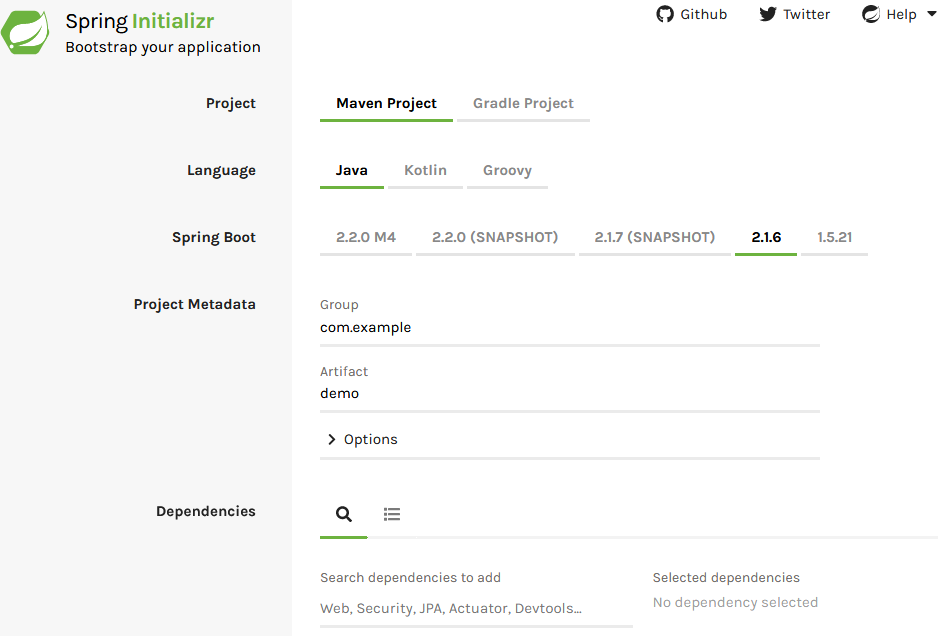 Spring Initializr
Bootstrap your application
Github Twitter Help
Project
Maven Project Gradle Project
Language
Java Kotlin Groovy
Spring Boot
2.2.0 M4 2.2.0 (SNAPSHOT) 2.1.7 (SNAPSHOT) 2.1.6 1.5.21
Project Metadata
Group
com.example
Artifact
demo
Options
Dependencies
Search dependencies to add
Web, Security, JPA, Actuator, Devtools...
Selected dependencies
No dependency selected